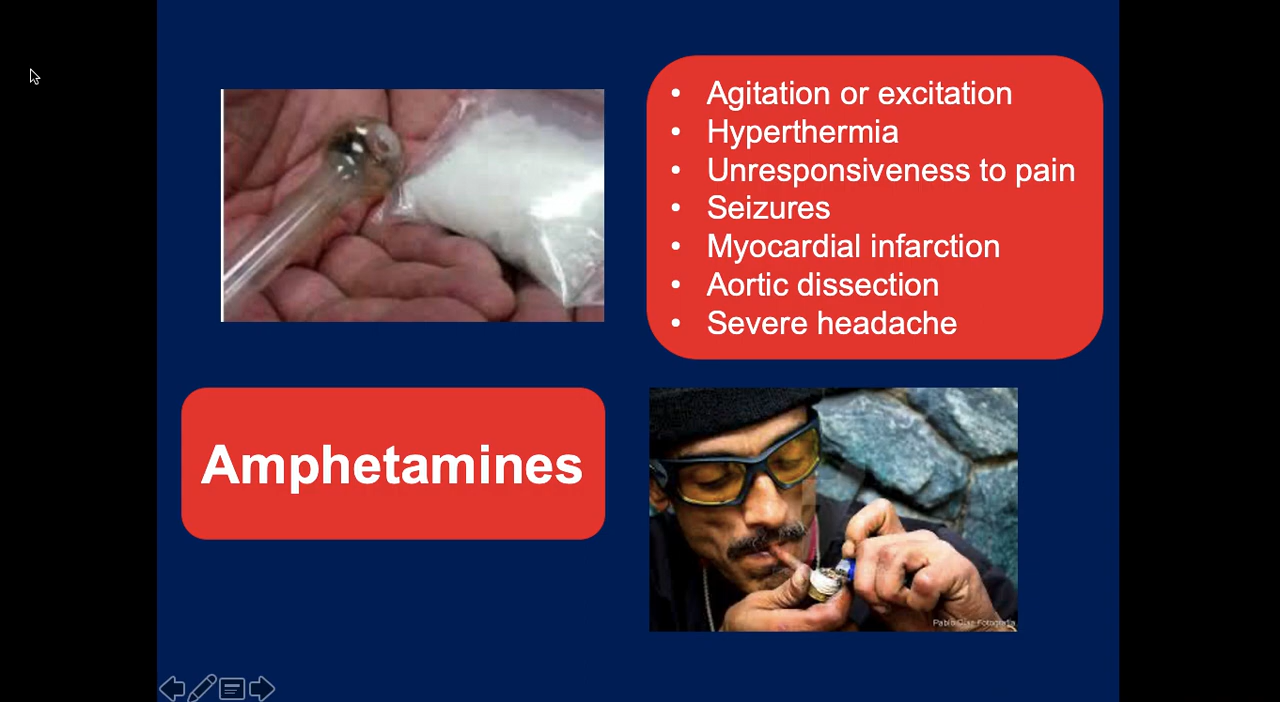 • Agitation or excitation
• Hyperthermia
• Unresponsiveness to pain
• Seizures
• Myocardial infarction
• Aortic dissection
• Severe headache
Amphetamines